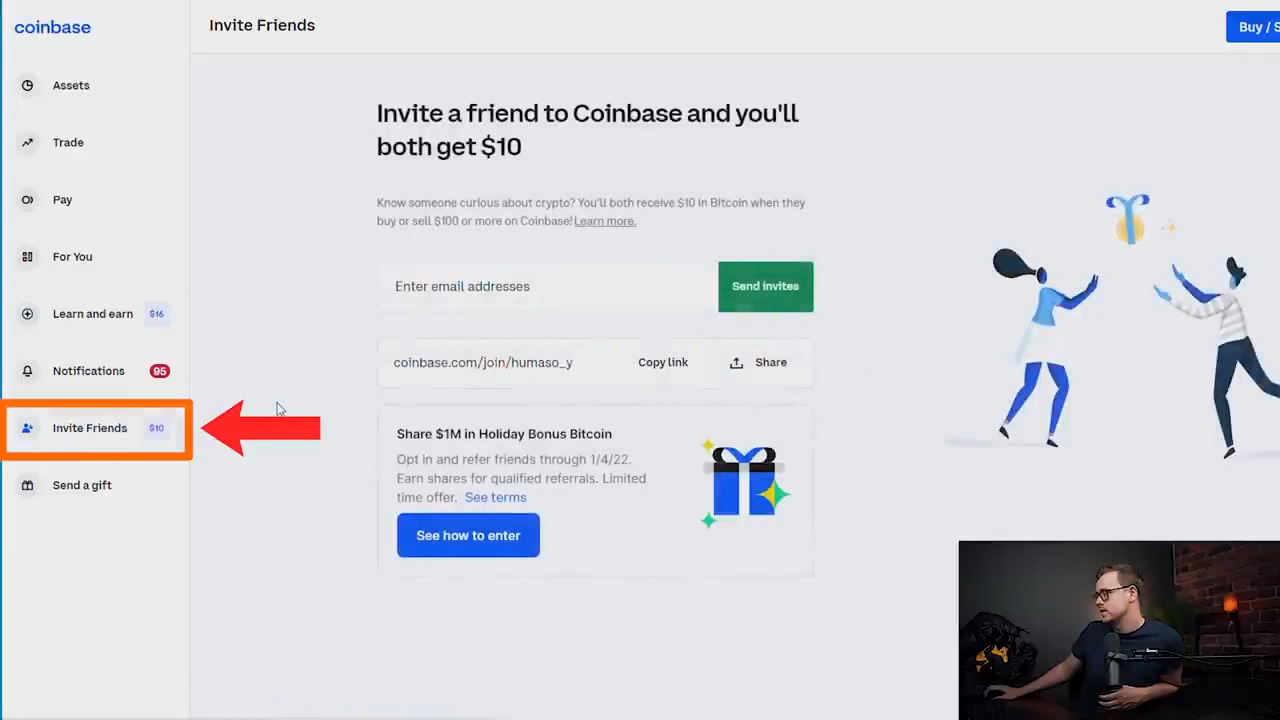 coinbase
Invite Friends
Buy / S
Assets
Trade
Pay
For You
Learn and earn $16
Notifications 95
Invite Friends $10
Send a gift
Invite a friend to Coinbase and you'll
both get $10
Know someone curious about crypto? You'll both receive $10 in Bitcoin when they
buy or sell $100 or more on Coinbase! Learn more.
Enter email addresses
Send invites
coinbase.com/join/humaso_y
Copy link
Share
Share $1M in Holiday Bonus Bitcoin
Opt in and refer friends through 1/4/22.
Earn shares for qualified referrals. Limited
time offer. See terms
See how to enter